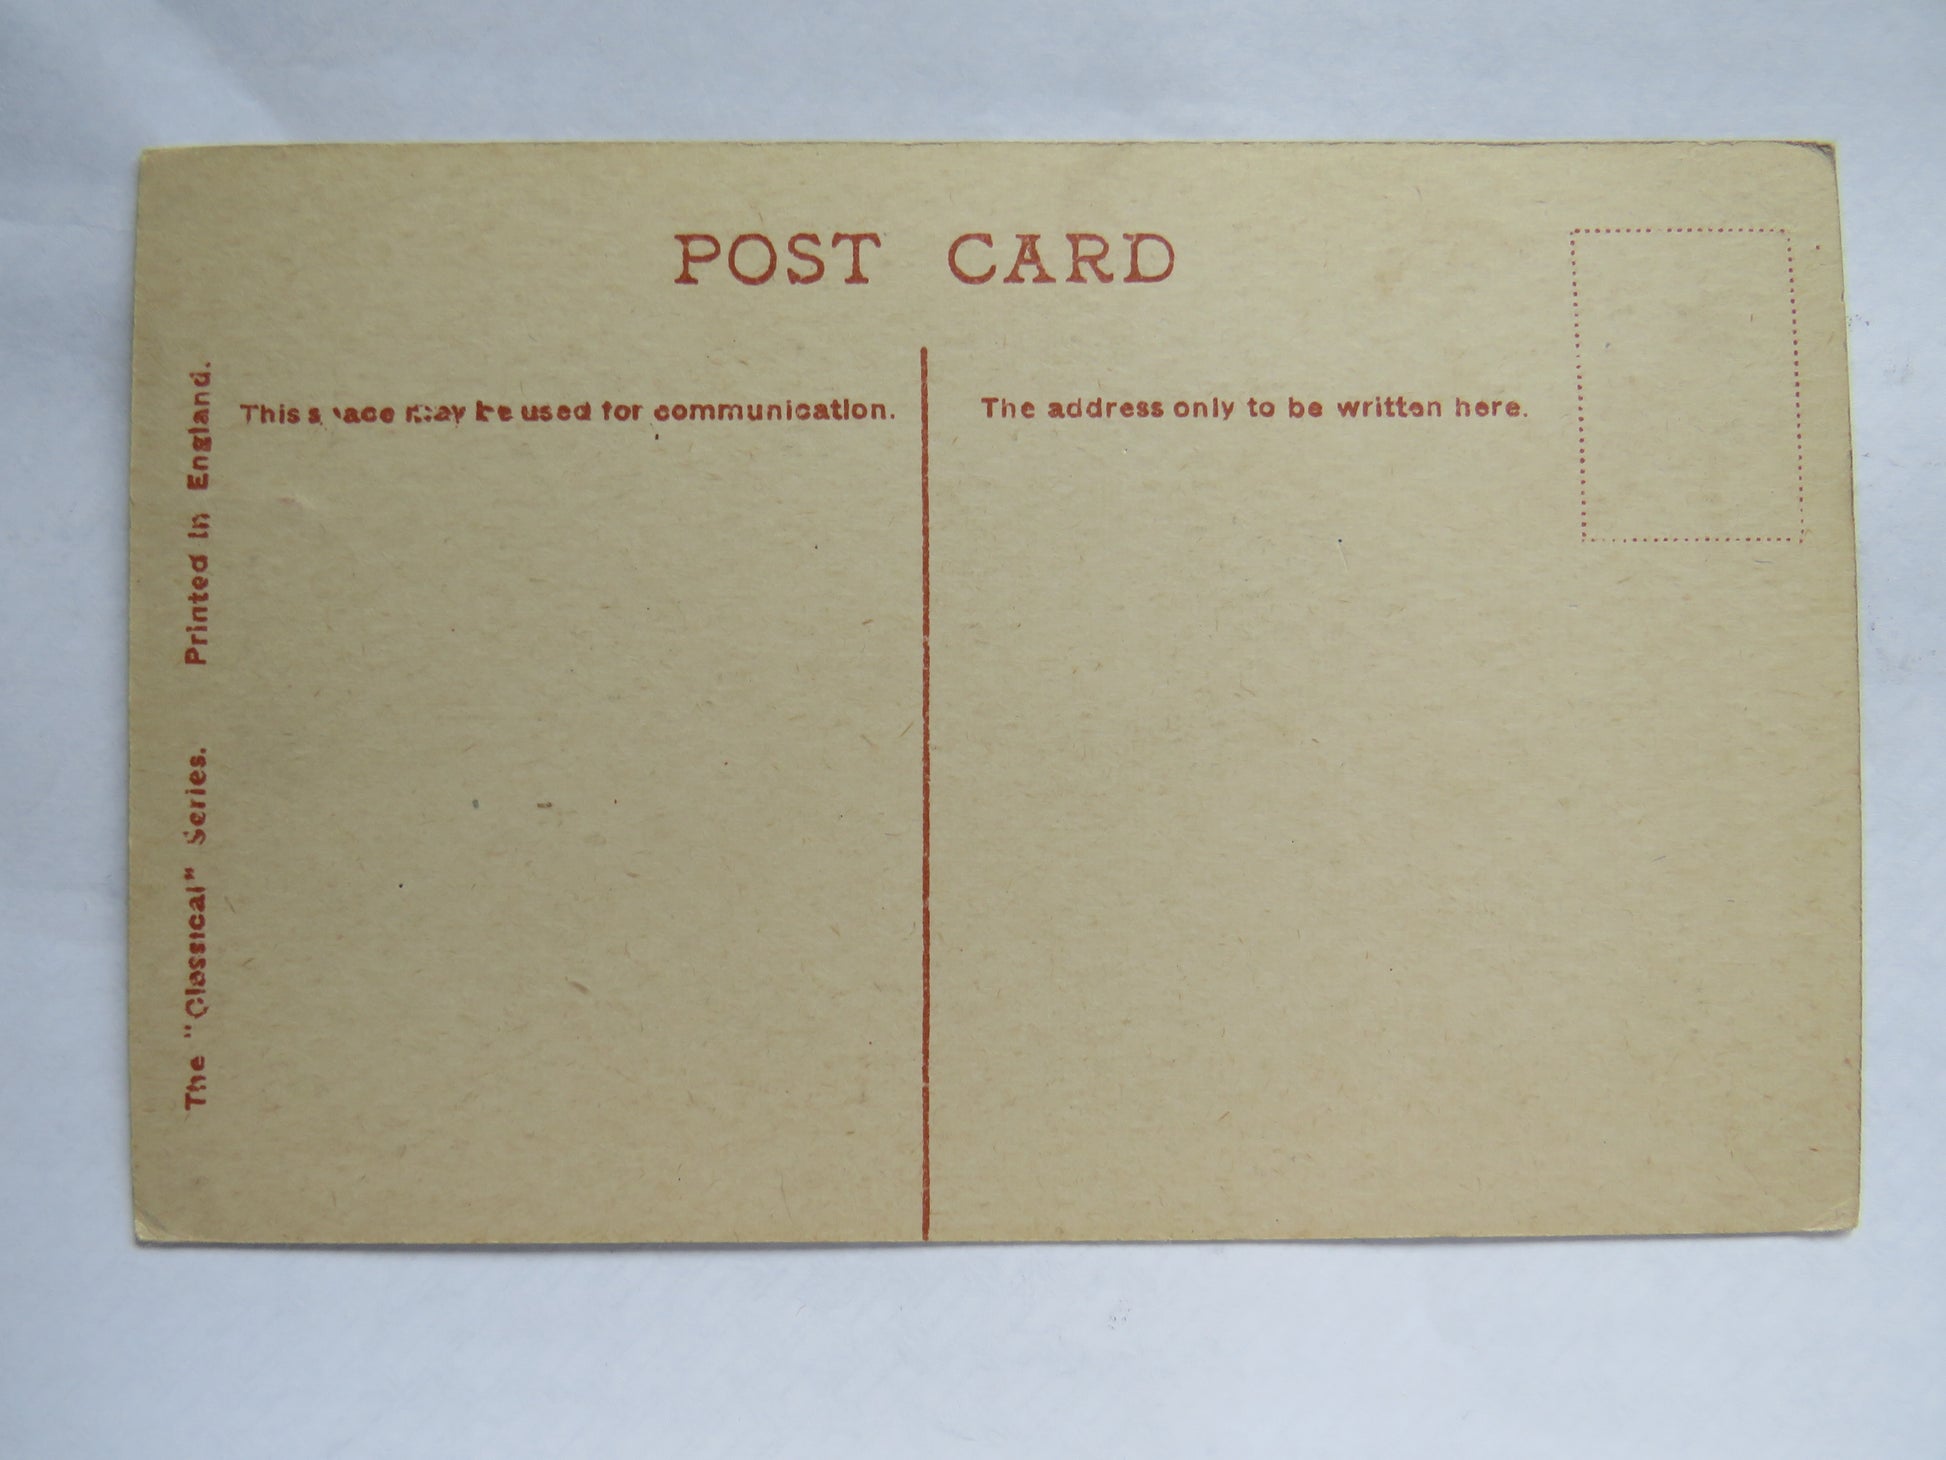 POST CARD
This space may be used for communication.
The address only to be written here.
The "Classical" Series. Printed in England.